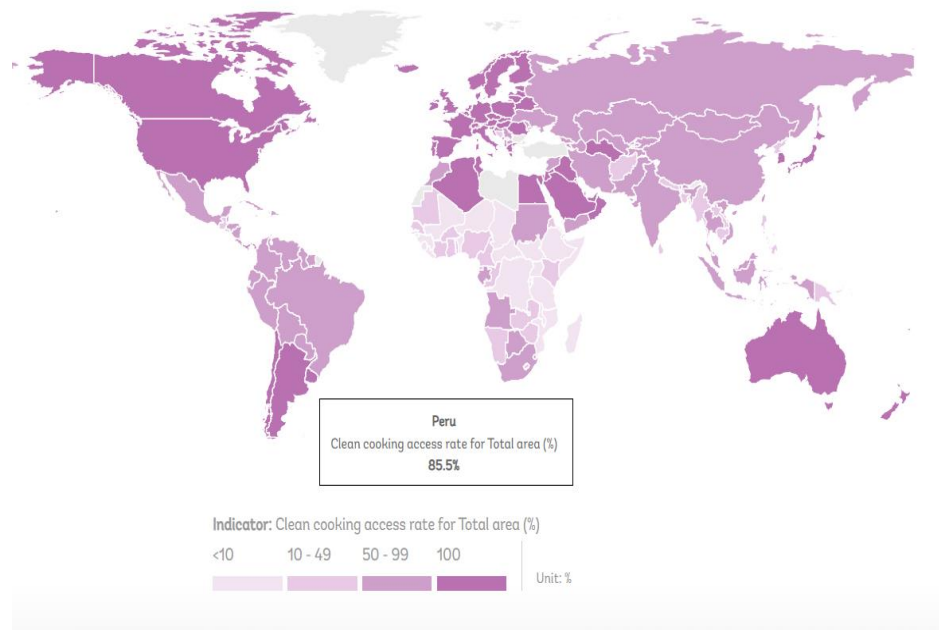 Peru
Clean cooking access rate for Total area (%)
85.5%
Indicator: Clean cooking access rate for Total area (%)
<10 10 - 49 50 - 99 100
Unit: %